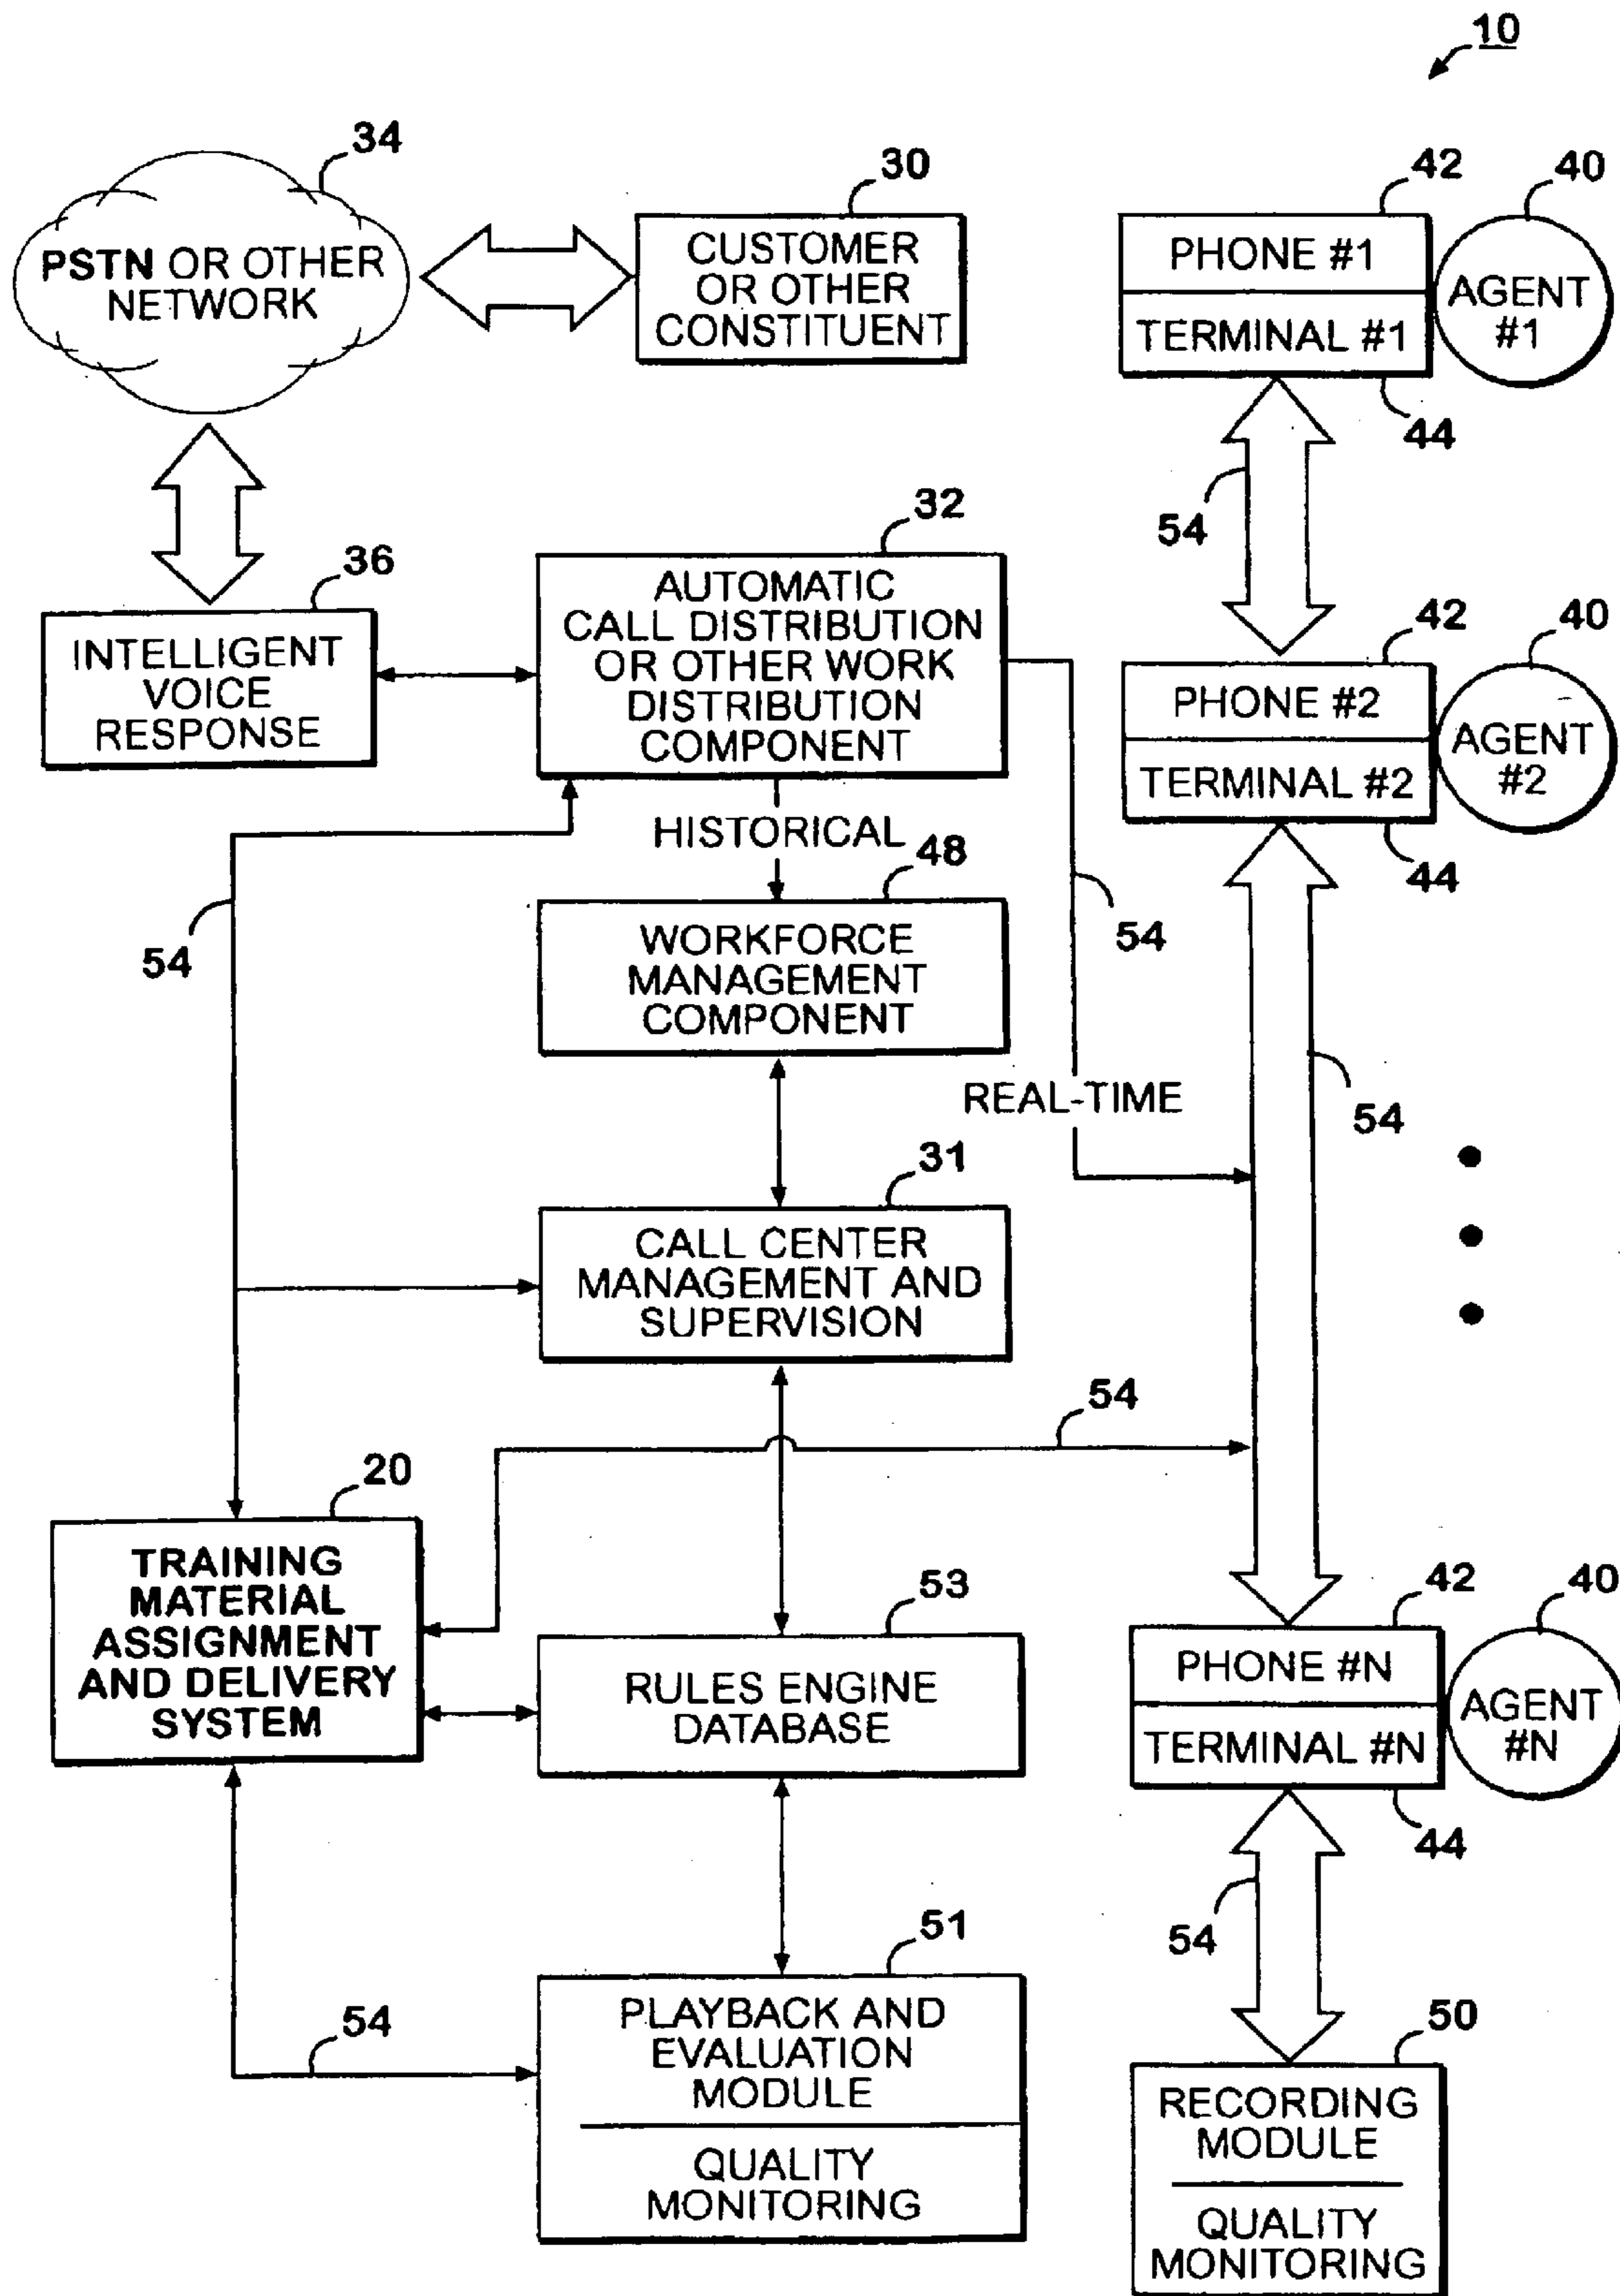 10
34
PSTN OR OTHER
NETWORK
30
CUSTOMER
OR OTHER
CONSTITUENT
42
PHONE #1
TERMINAL #1
44
40
AGENT
#1
54
36
INTELLIGENT
VOICE
RESPONSE
32
AUTOMATIC
CALL DISTRIBUTION
OR OTHER WORK
DISTRIBUTION
COMPONENT
42
PHONE #2
TERMINAL #2
44
40
AGENT
#2
HISTORICAL
48
54
WORKFORCE
MANAGEMENT
COMPONENT
54
REAL-TIME
54
31
CALL CENTER
MANAGEMENT AND
SUPERVISION
54
20
TRAINING
MATERIAL
ASSIGNMENT
AND DELIVERY
SYSTEM
53
RULES ENGINE
DATABASE
42
PHONE #N
TERMINAL #N
44
40
AGENT
#N
54
51
PLAYBACK AND
EVALUATION
MODULE
QUALITY
MONITORING
54
50
RECORDING
MODULE
QUALITY
MONITORING